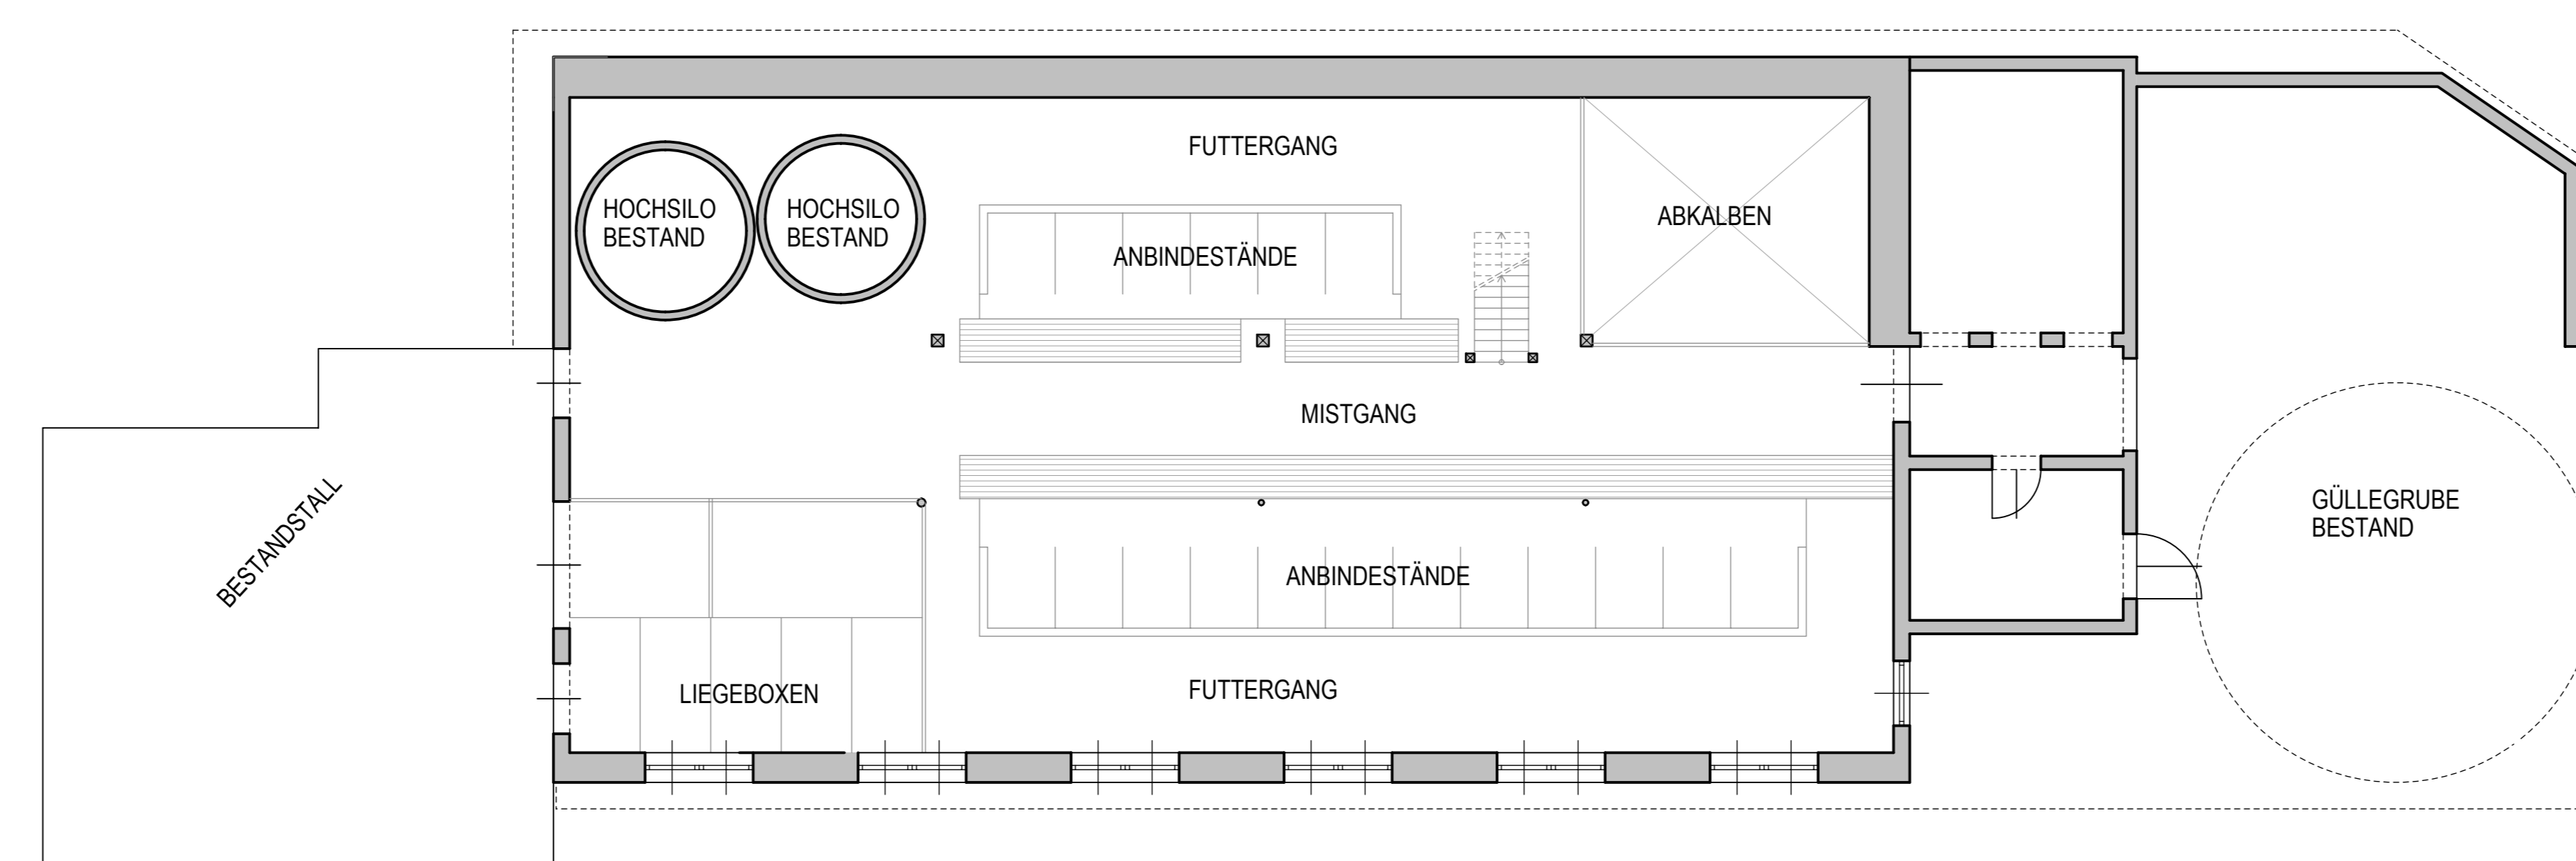 FUTTERGANG
HOCHSILO
BESTAND
HOCHSILO
BESTAND
ABKALBEN
ANBINDESTÄNDE
MISTGANG
BESTANDSTALL
GÜLLEGRUBE
BESTAND
ANBINDESTÄNDE
LIEGEBOXEN
FUTTERGANG